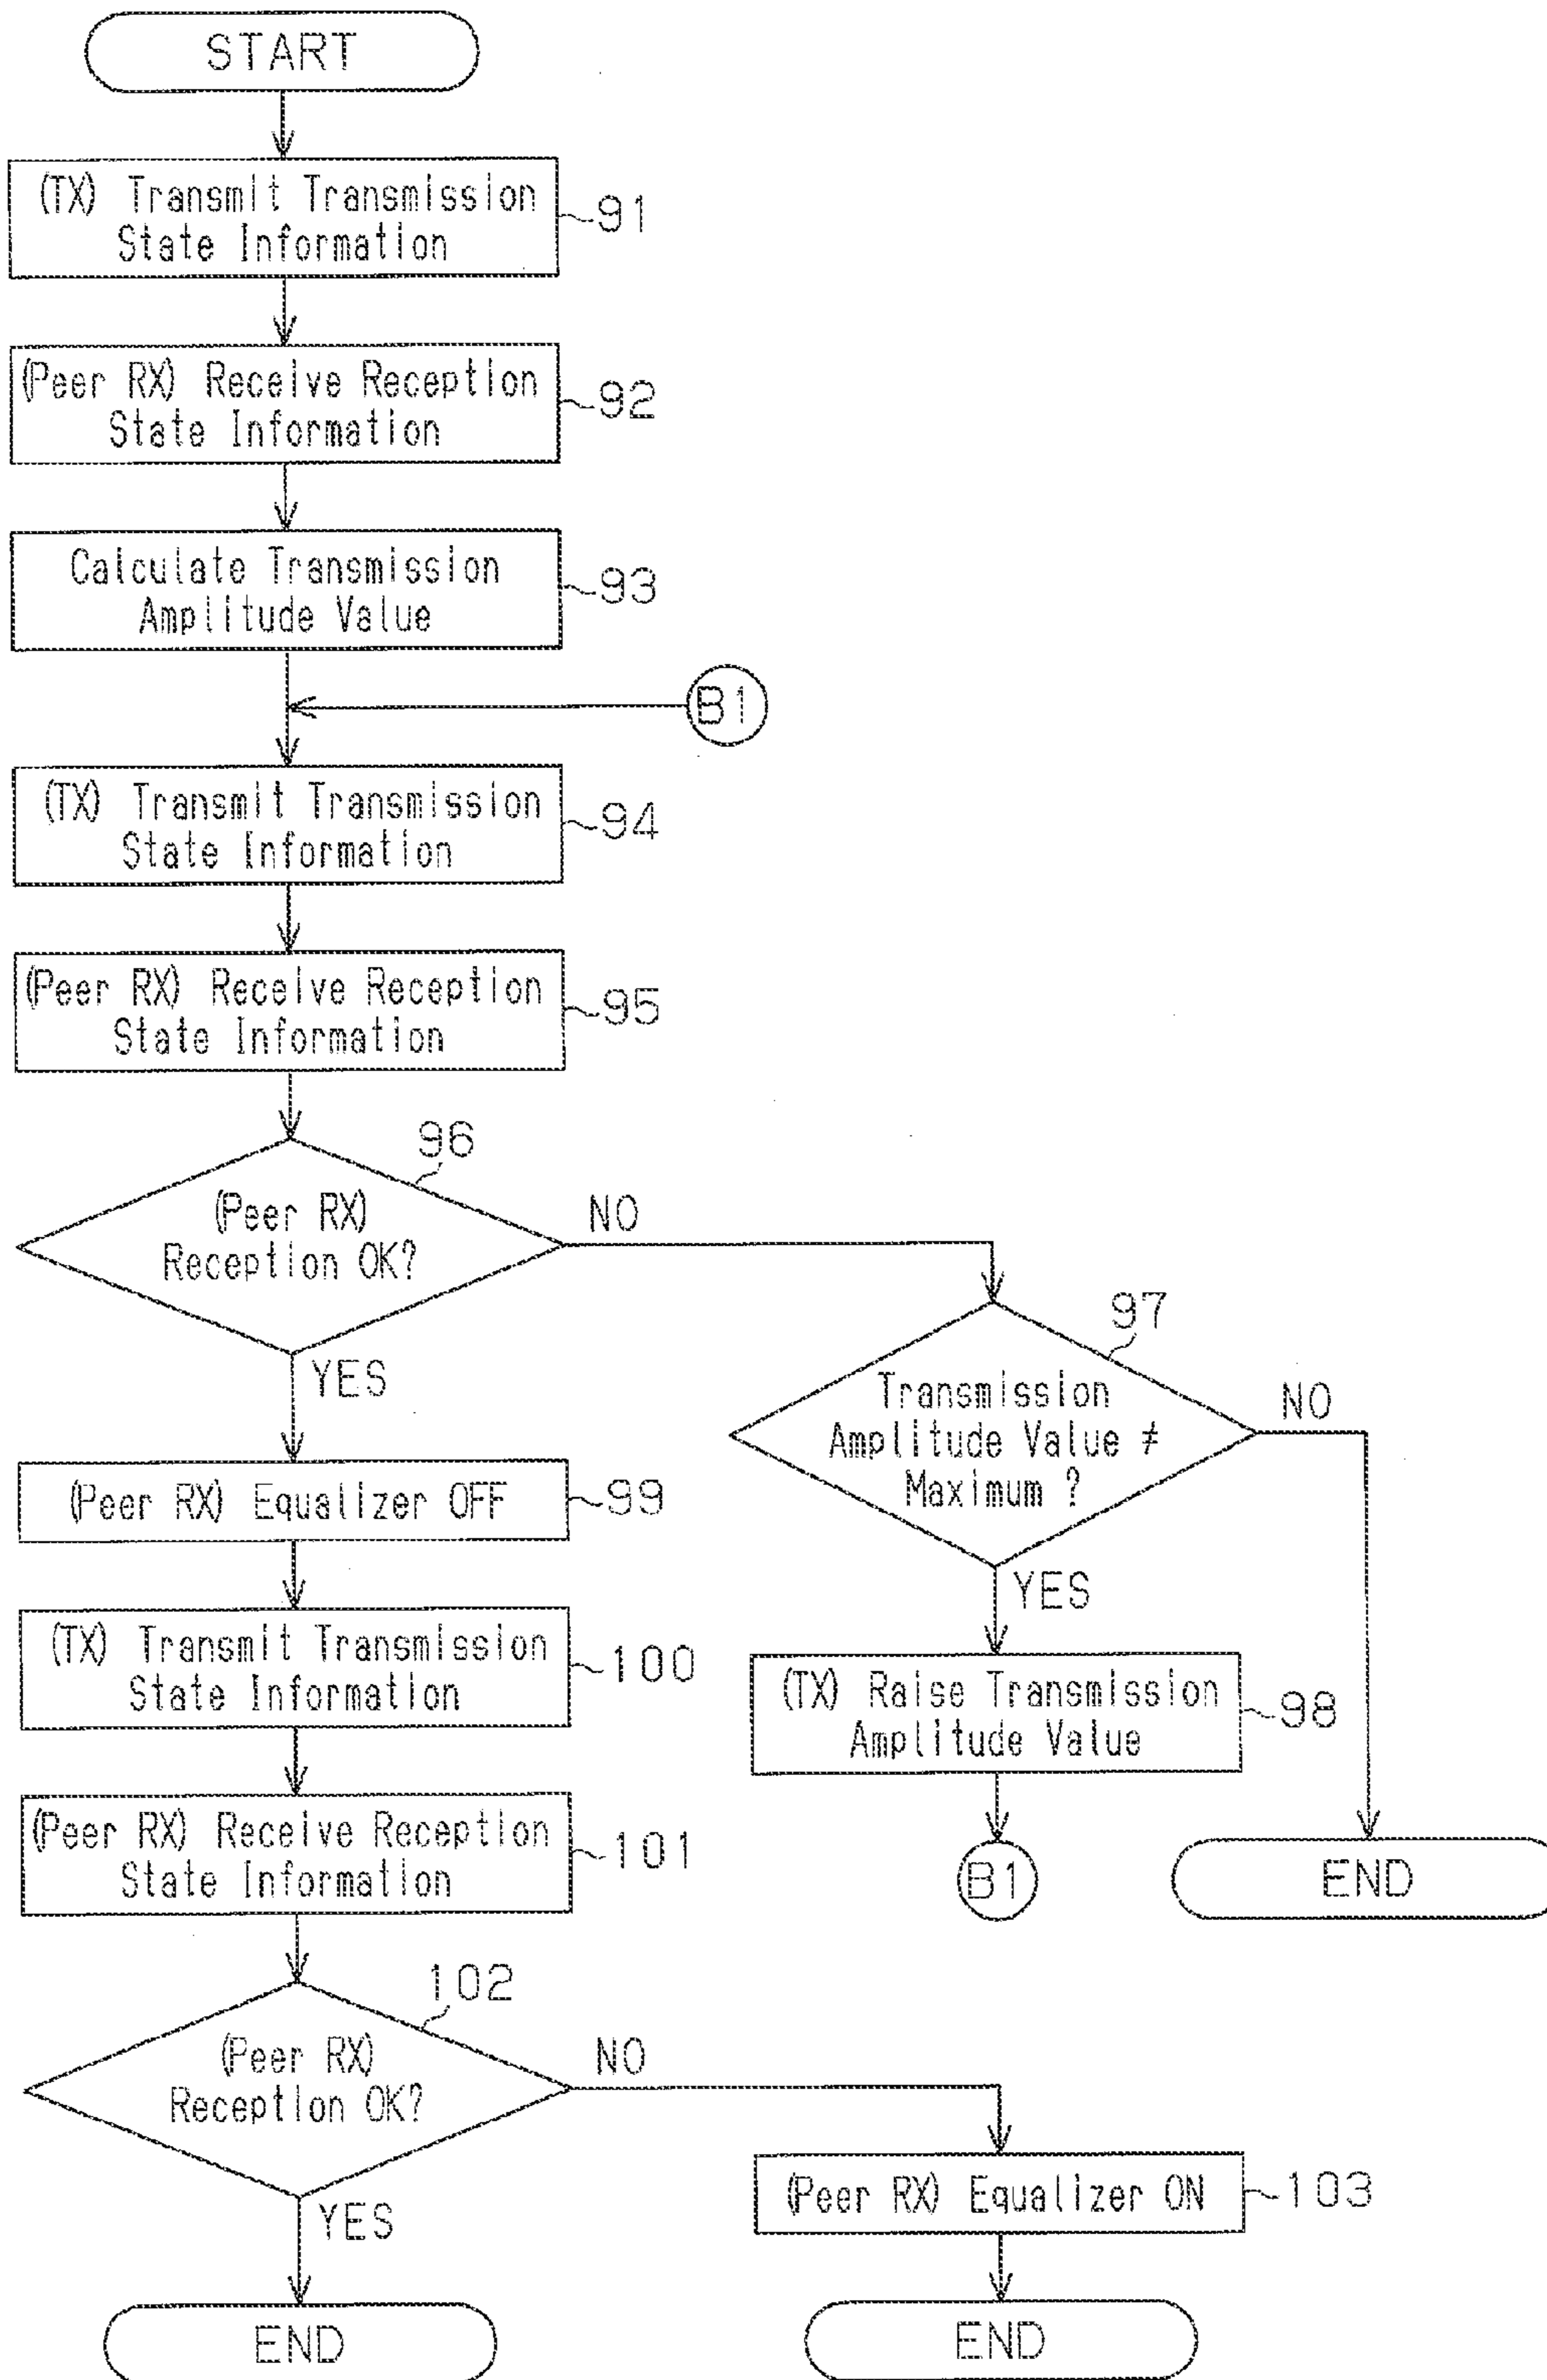 START
(TX) Transmit Transmission
State Information
91
(Peer RX) Receive Reception
State Information
92
Calculate Transmission
Amplitude Value
93
B1
(TX) Transmit Transmission
State Information
94
(Peer RX) Receive Reception
State Information
95
96
(Peer RX)
Reception OK?
NO
YES
97
Transmission
Amplitude Value ≠
Maximum ?
NO
YES
(Peer RX) Equalizer OFF
99
(TX) Transmit Transmission
State Information
100
(TX) Raise Transmission
Amplitude Value
98
(Peer RX) Receive Reception
State Information
101
B1
END
102
(Peer RX)
Reception OK?
NO
YES
(Peer RX) Equalizer ON
103
END
END